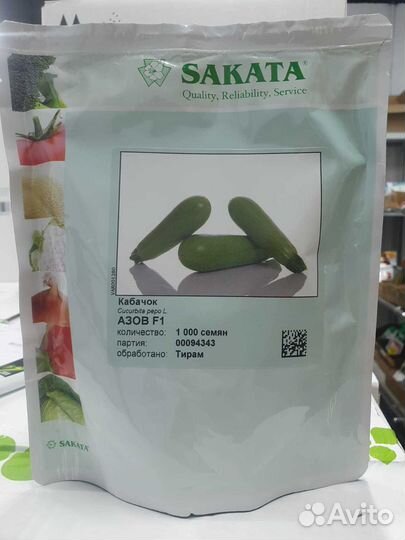 SAKATA®
Quality, Reliability, Service
Кабачок
Cucurbita pepo L.
АЗОВ F1
количество: 1 000 семян
партия: 00094343
обработано: Тирам
SAKATA®
Avito